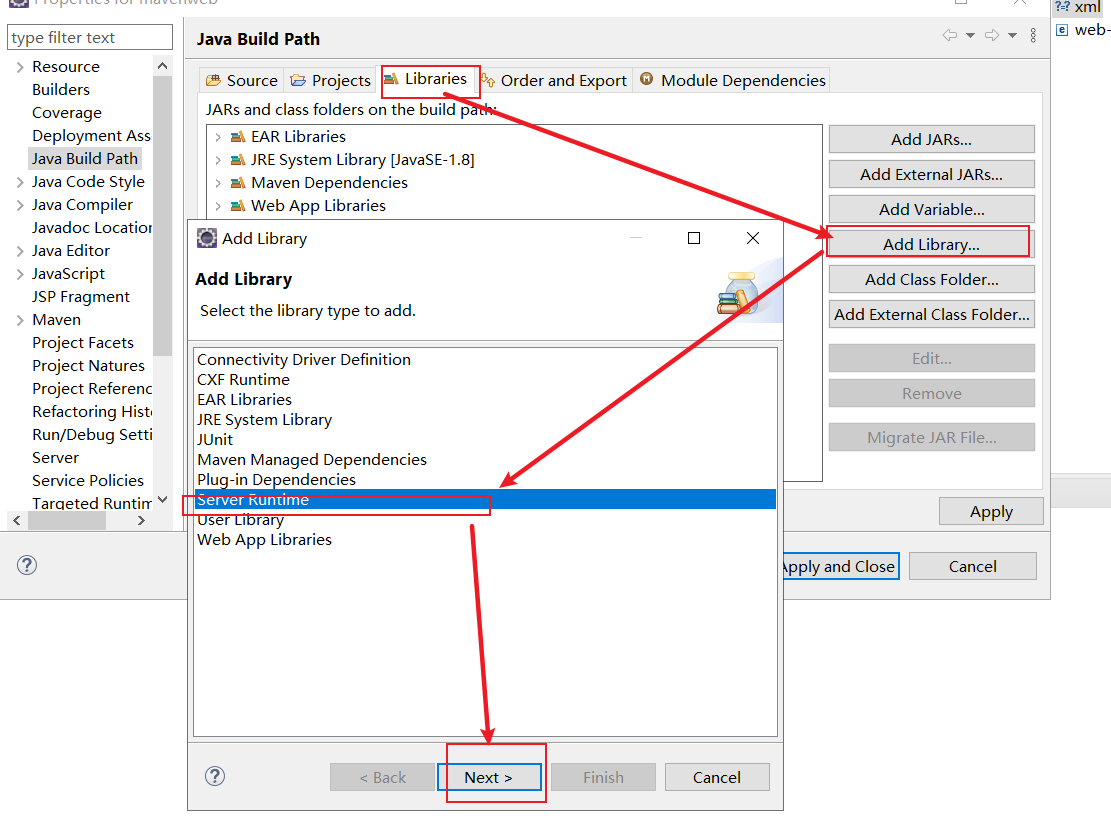 Properties for mavenweb
xml
web-
type filter text
Java Build Path
Resource
Builders
Coverage
Deployment Ass
Java Build Path
Java Code Style
Java Compiler
Javadoc Location
Java Editor
JavaScript
JSP Fragment
Maven
Project Facets
Project Natures
Project Referenc
Refactoring Histo
Run/Debug Setti
Server
Service Policies
Targeted Runtim
Source
Projects
Libraries
Order and Export
Module Dependencies
JARs and class folders on the build path:
EAR Libraries
JRE System Library [JavaSE-1.8]
Maven Dependencies
Web App Libraries
Add JARs...
Add External JARs...
Add Variable...
Add Library...
Add Class Folder...
Add External Class Folder...
Edit...
Remove
Migrate JAR File...
Apply
Apply and Close
Cancel
Add Library
Add Library
Select the library type to add.
Connectivity Driver Definition
CXF Runtime
EAR Libraries
JRE System Library
JUnit
Maven Managed Dependencies
Plug-in Dependencies
Server Runtime
User Library
Web App Libraries
< Back
Next >
Finish
Cancel